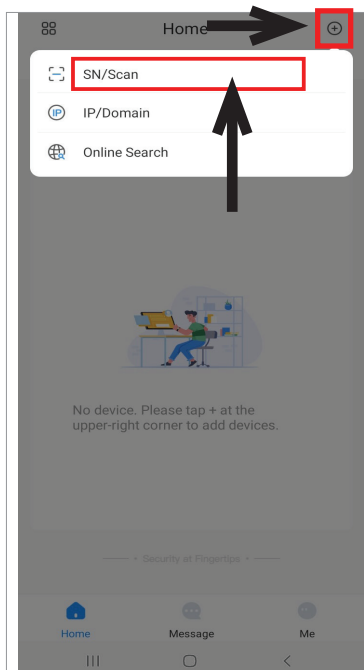 Home
SN/Scan
IP
IP/Domain
Online Search
No device. Please tap + at the
upper-right corner to add devices.
Security at Fingertips
Home
Message
Me